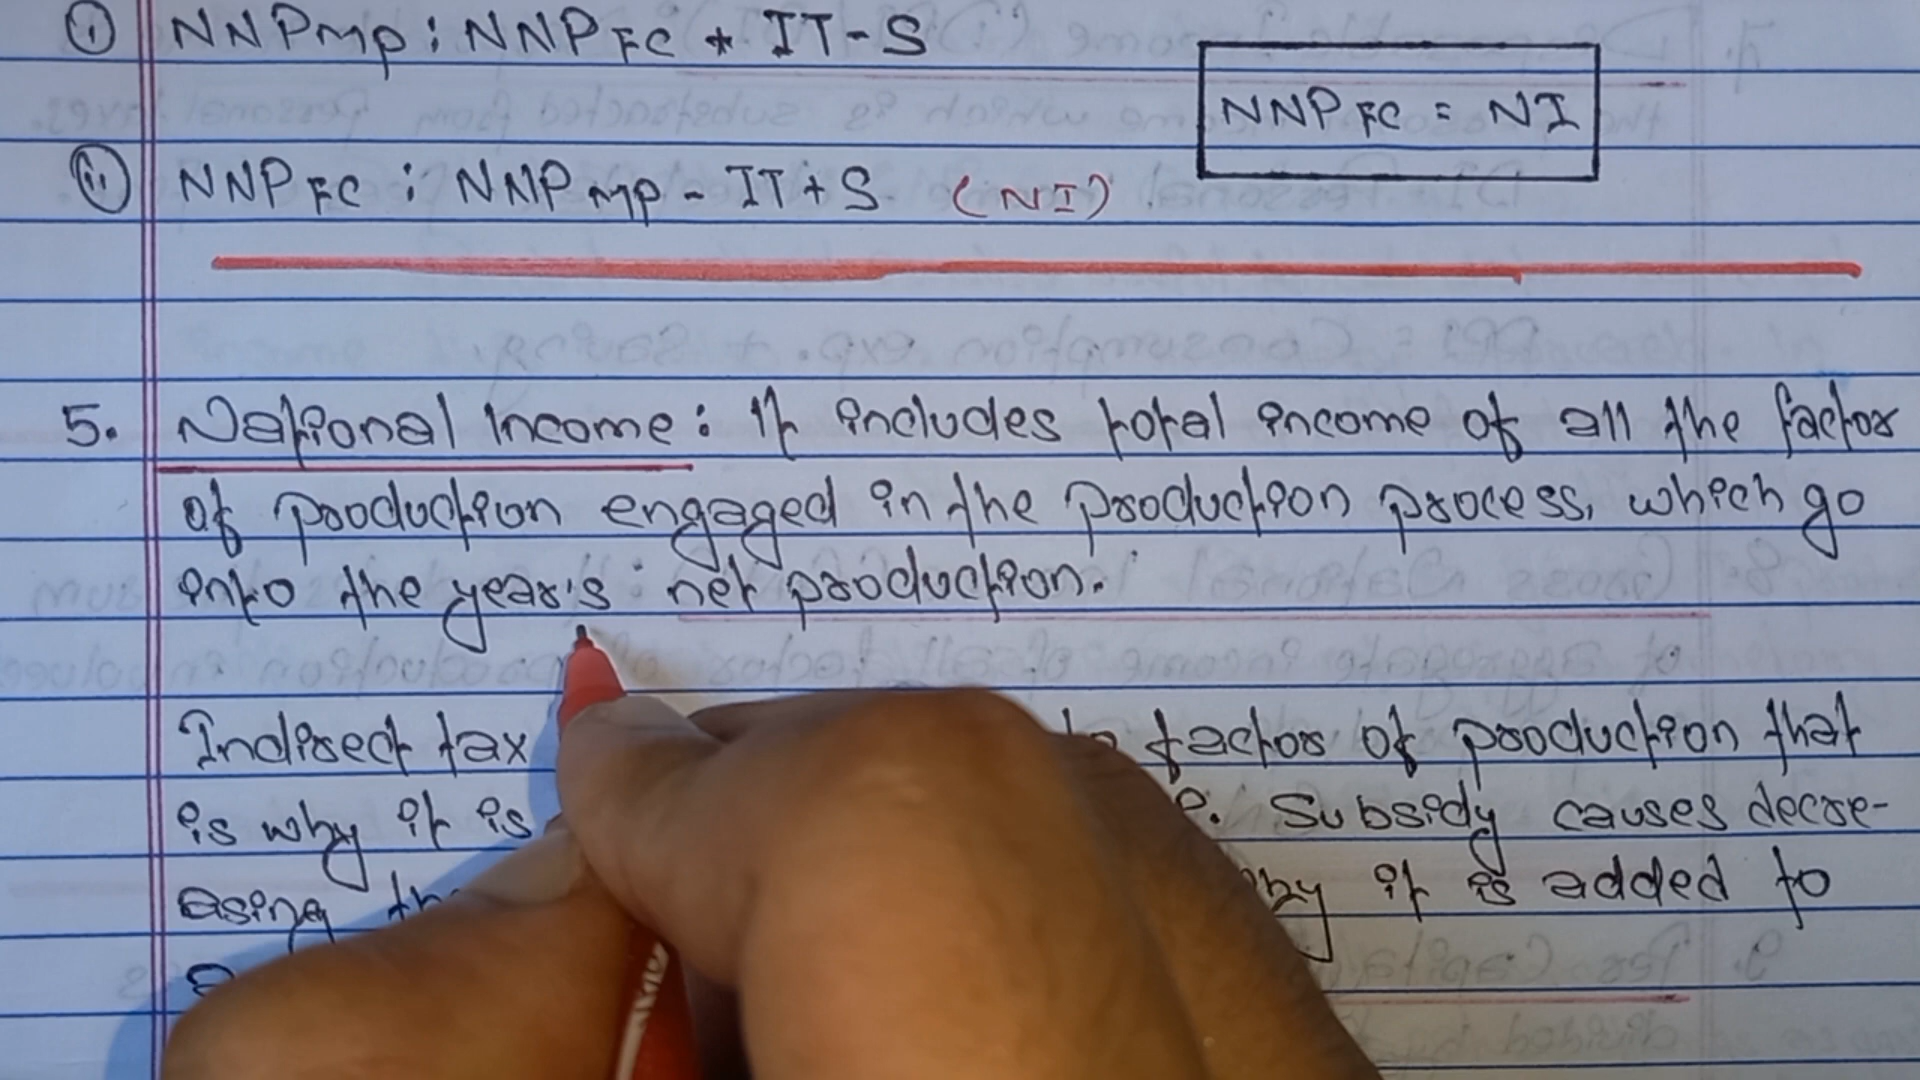 (i) NNPMP : NNPFC + IT - S
NNPFC = NI
(ii) NNPFC : NNPMP - IT + S (NI)
5. National Income : It includes total income of all the factor
of production engaged in the production process, which go
into the year's net production.
Indirect tax factor of production that
is why it is Subsidy causes decre-
asing it is added to